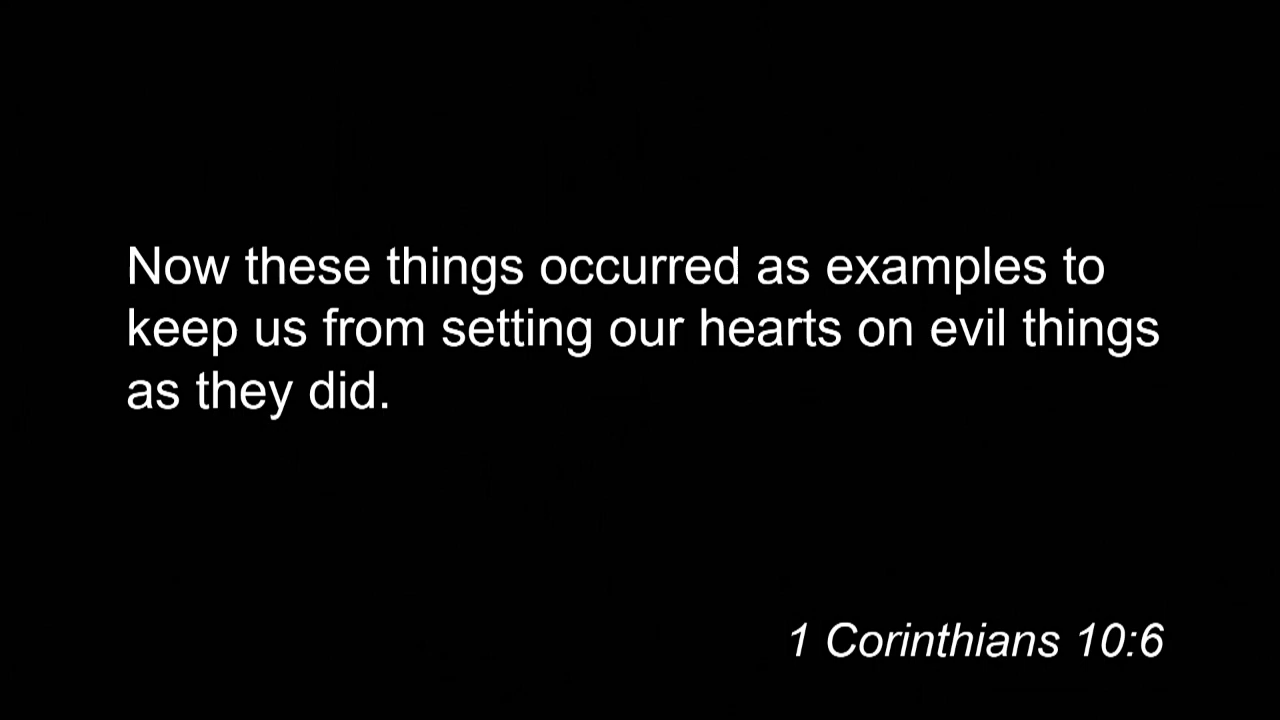 Now these things occurred as examples to
keep us from setting our hearts on evil things
as they did.
1 Corinthians 10:6